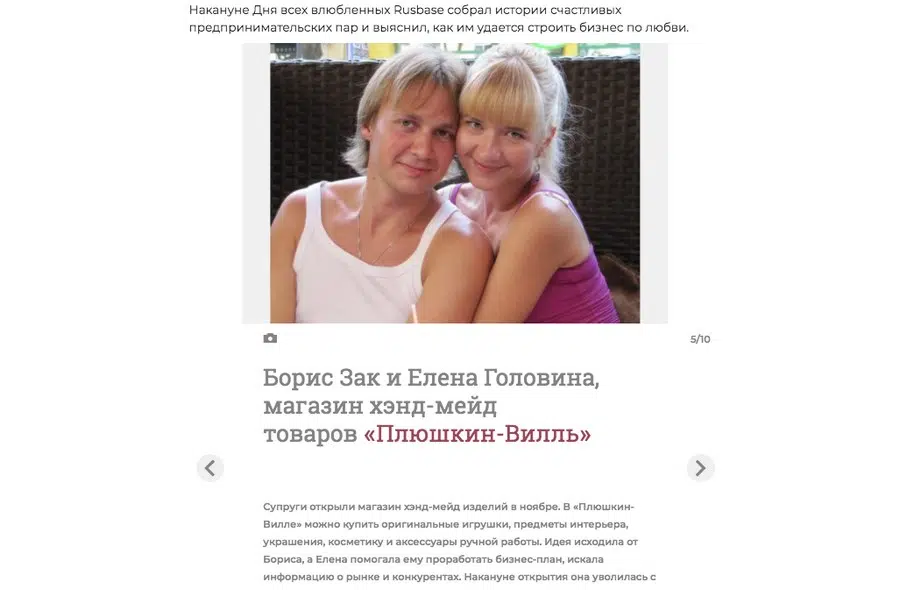 Накануне Дня всех влюбленных Rusbase собрал истории счастливых
предпринимательских пар и выяснил, как им удается строить бизнес по любви.
5/10
Борис Зак и Елена Головина,
магазин хэнд-мейд
товаров «Плюшкин-Вилль»
Супруги открыли магазин хэнд-мейд изделий в ноябре. В «Плюшкин-
Вилле» можно купить оригинальные игрушки, предметы интерьера,
украшения, косметику и аксессуары ручной работы. Идея исходила от
Бориса, а Елена помогала ему проработать бизнес-план, искала
информацию о рынке и конкурентах. Накануне открытия она уволилась с